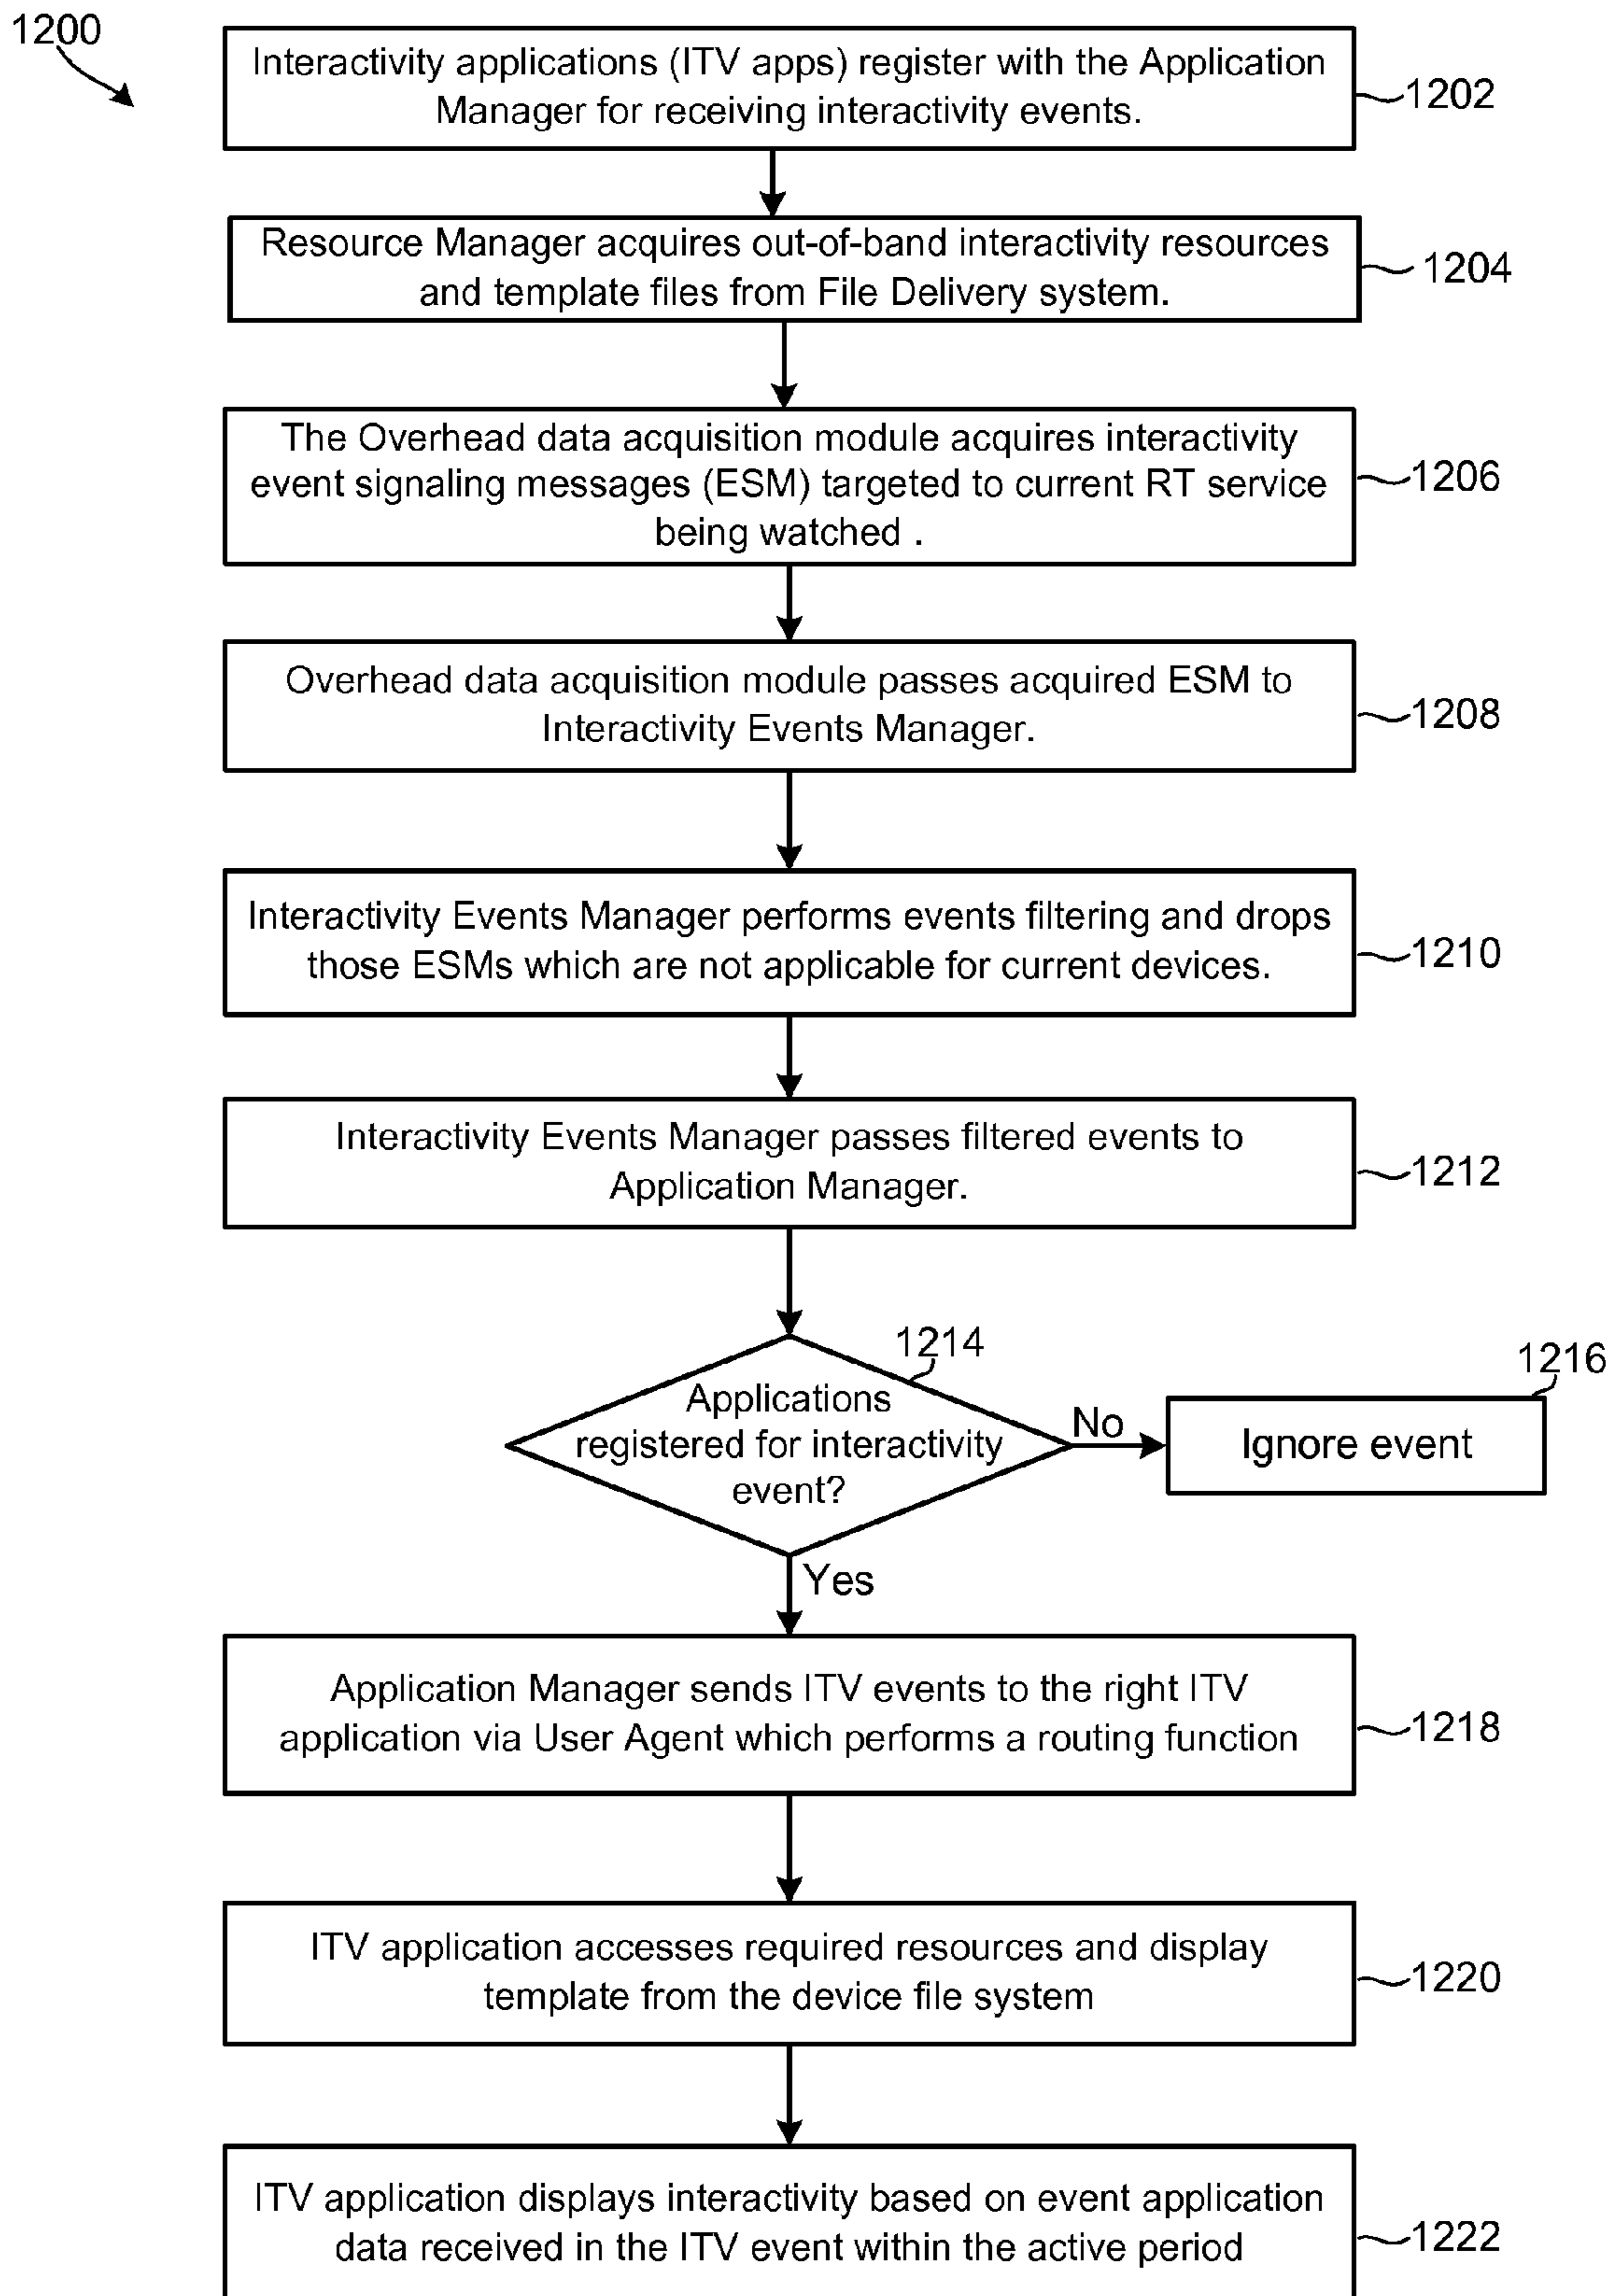 1200
Interactivity applications (ITV apps) register with the Application
Manager for receiving interactivity events.
1202
Resource Manager acquires out-of-band interactivity resources
and template files from File Delivery system.
1204
The Overhead data acquisition module acquires interactivity
event signaling messages (ESM) targeted to current RT service
being watched .
1206
Overhead data acquisition module passes acquired ESM to
Interactivity Events Manager.
1208
Interactivity Events Manager performs events filtering and drops
those ESMs which are not applicable for current devices.
1210
Interactivity Events Manager passes filtered events to
Application Manager.
1212
1214
Applications
registered for interactivity
event?
No
1216
Ignore event
Yes
Application Manager sends ITV events to the right ITV
application via User Agent which performs a routing function
1218
ITV application accesses required resources and display
template from the device file system
1220
ITV application displays interactivity based on event application
data received in the ITV event within the active period
1222